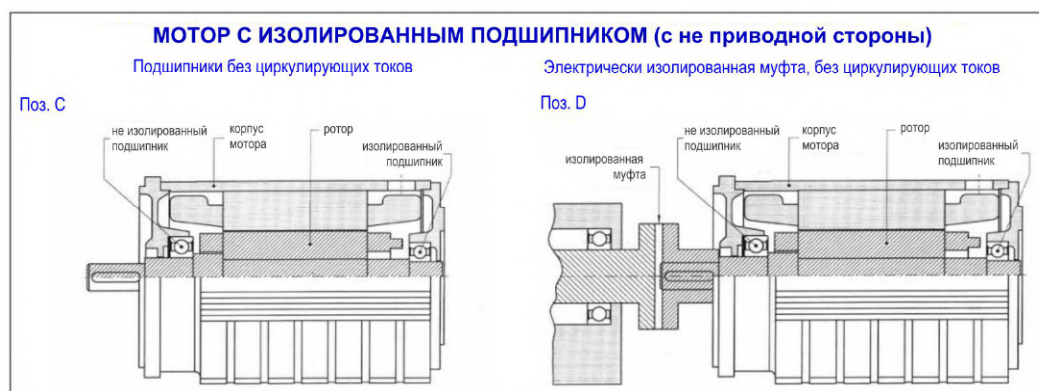 МОТОР С ИЗОЛИРОВАННЫМ ПОДШИПНИКОМ (с не приводной стороны)
Подшипники без циркулирующих токов
Электрически изолированная муфта, без циркулирующих токов
Поз. C
Поз. D
не изолированный
подшипник
корпус
мотора
ротор
изолированный
подшипник
изолированная
муфта
не изолированный
подшипник
корпус
мотора
ротор
изолированный
подшипник